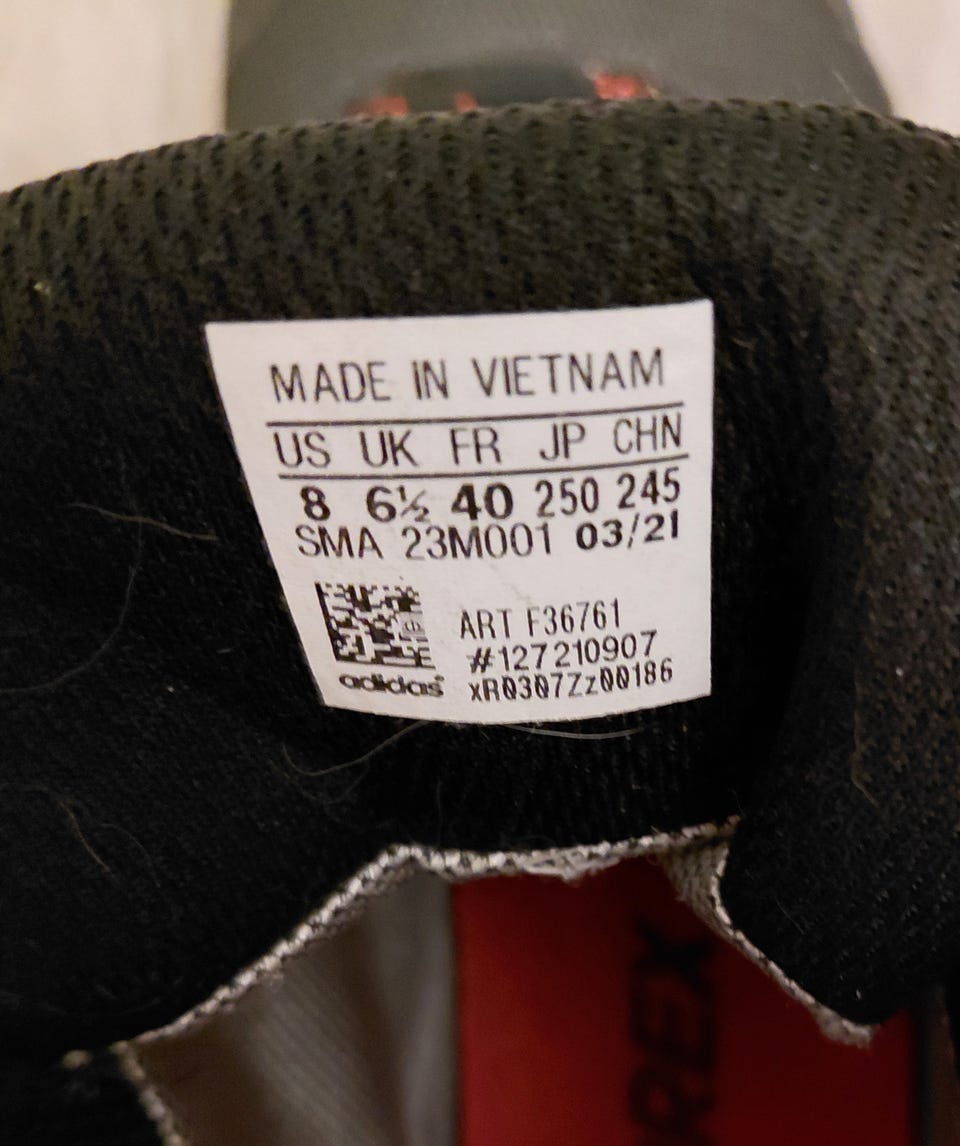 MADE IN VIETNAM
US UK FR JP CHN
8 6½ 40 250 245
SMA 23M001 03/21
ART F36761
#127210907
xR0307Zz00186
adidas
REX